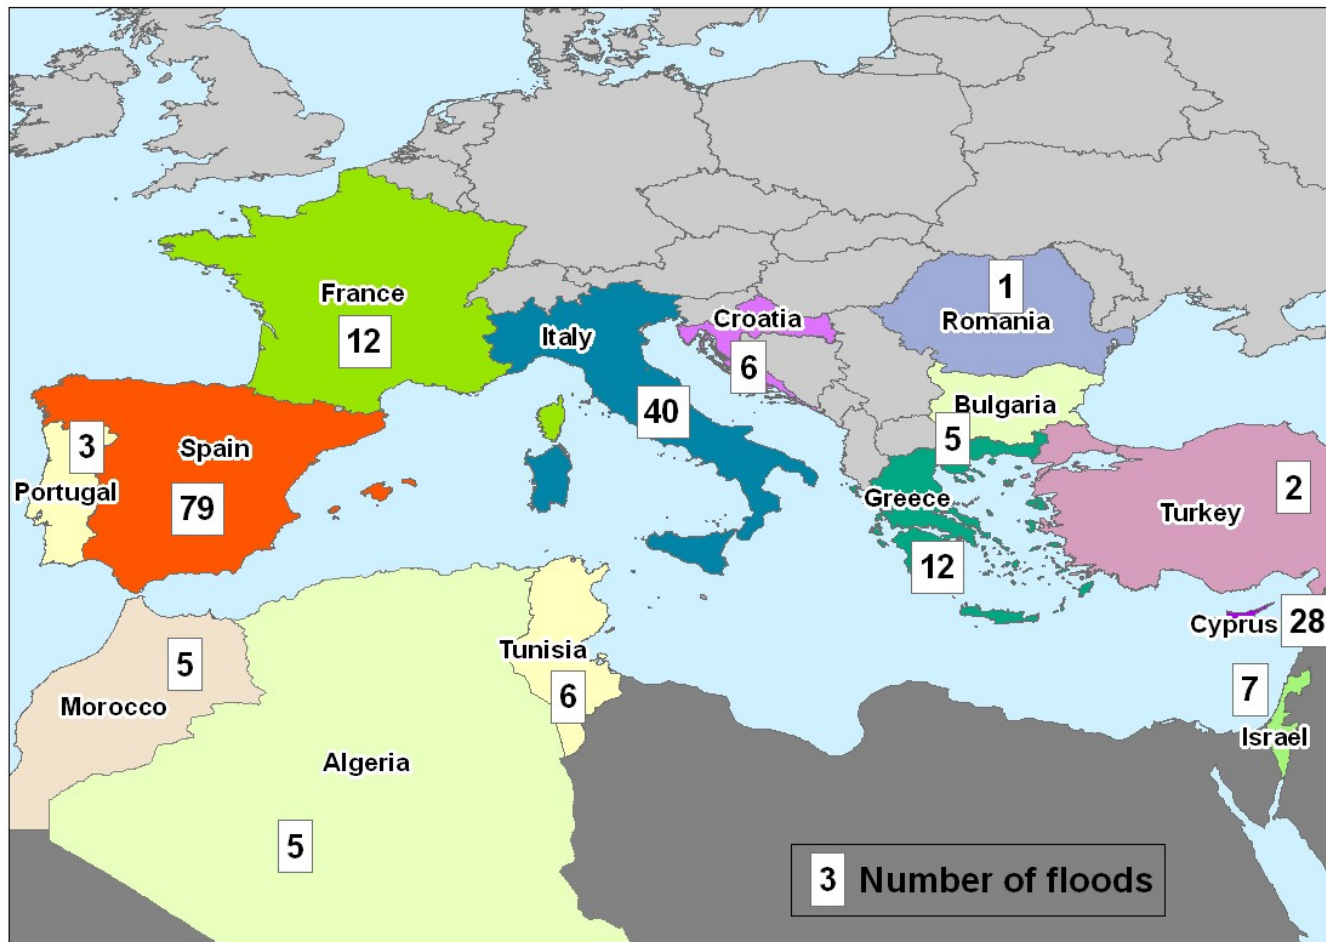 1
France
Romania
Croatia
12
Italy
6
Bulgaria
40
3
Spain
5
Portugal
Greece
2
79
Turkey
12
Cyprus 28
Tunisia
5
6
7
Morocco
Israel
Algeria
5
3 Number of floods